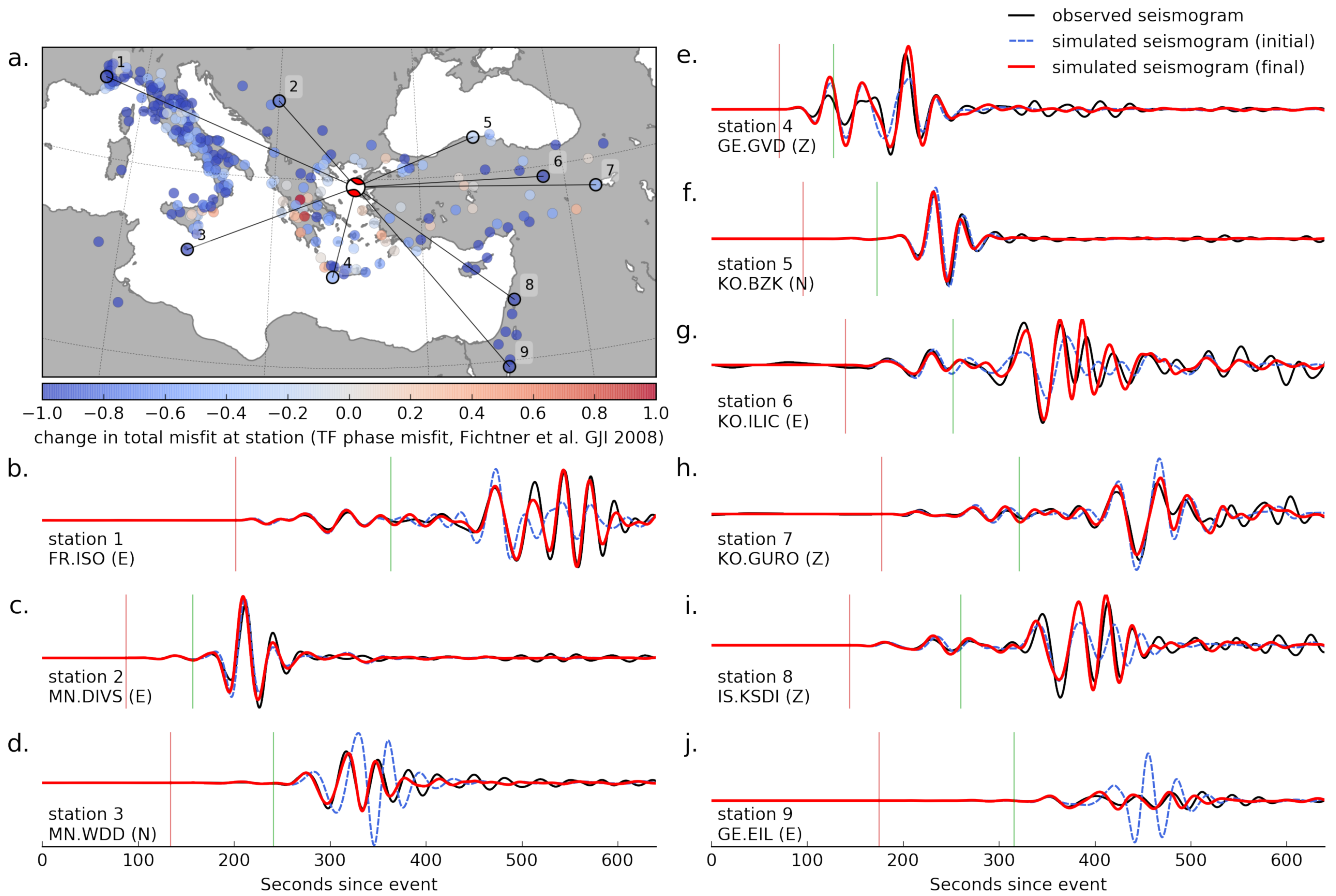 observed seismogram
simulated seismogram (initial)
simulated seismogram (final)
a.
1
2
3
4
5
6
7
8
9
−1.0 −0.8 −0.6 −0.4 −0.2 0.0 0.2 0.4 0.6 0.8 1.0
change in total misfit at station (TF phase misfit, Fichtner et al. GJI 2008)
b.
station 1
FR.ISO (E)
c.
station 2
MN.DIVS (E)
d.
station 3
MN.WDD (N)
0 100 200 300 400 500 600
Seconds since event
e.
station 4
GE.GVD (Z)
f.
station 5
KO.BZK (N)
g.
station 6
KO.ILIC (E)
h.
station 7
KO.GURO (Z)
i.
station 8
IS.KSDI (Z)
j.
station 9
GE.EIL (E)
0 100 200 300 400 500 600
Seconds since event